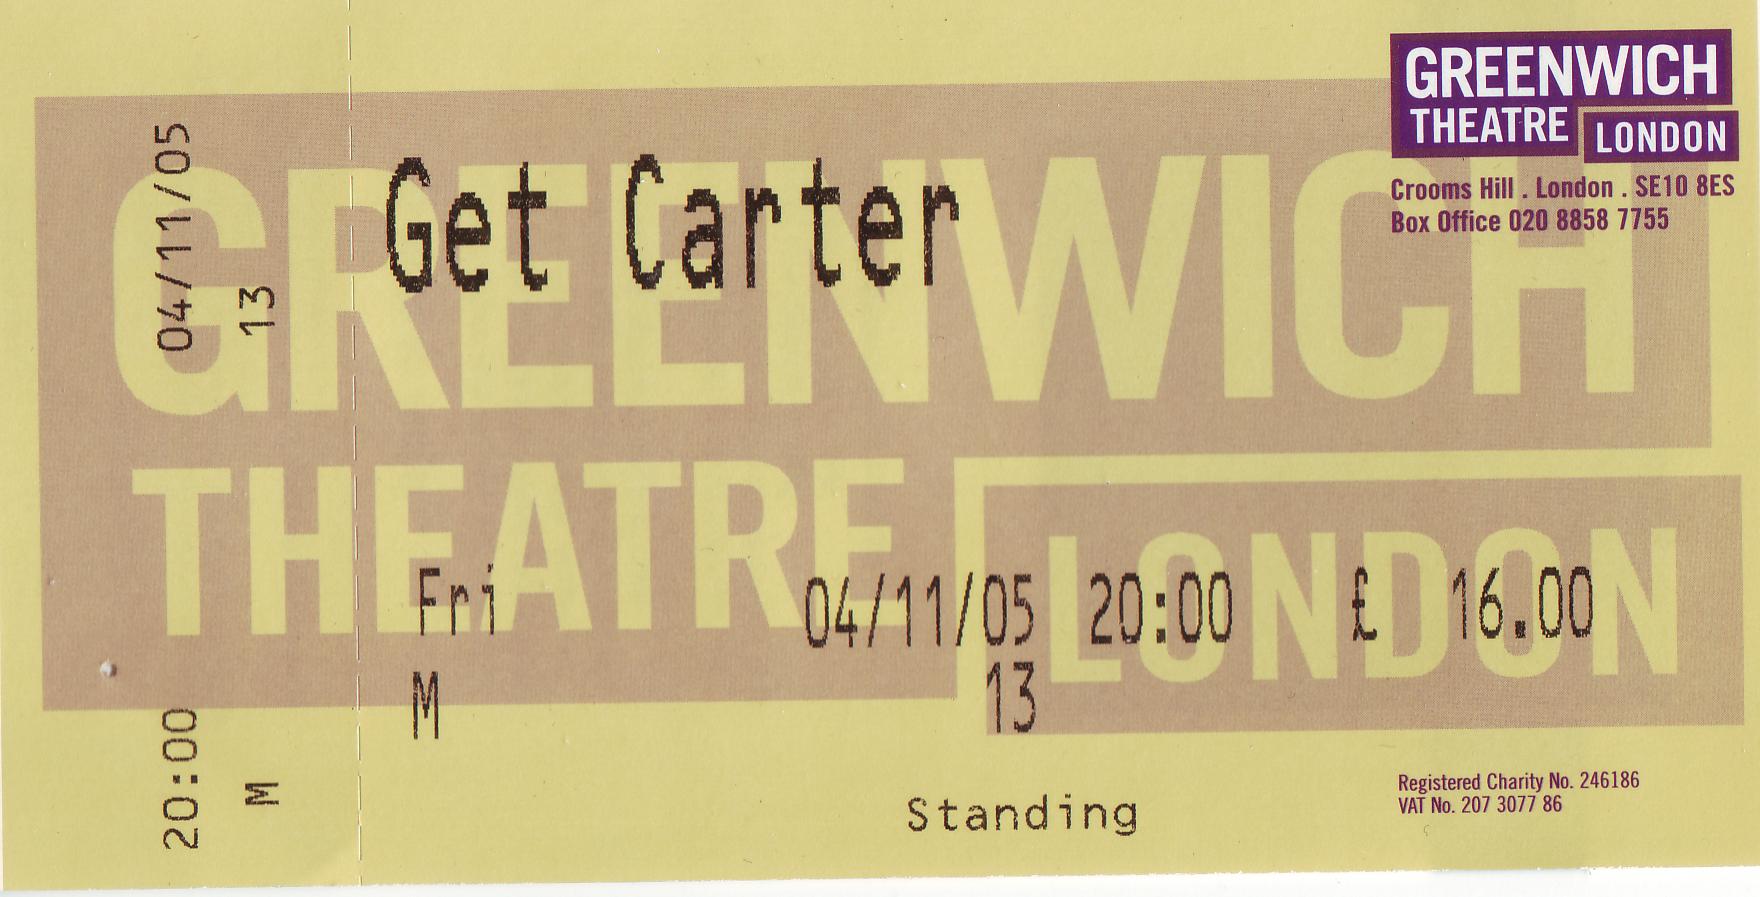 GREENWICH
THEATRE LONDON
Crooms Hill . London . SE10 8ES
Box Office 020 8858 7755
04/11/05 20:00
13 M
Get Carter
GREENWICH
THEATRE LONDON
Fri 04/11/05 20:00 £ 16.00
M 13
Standing
Registered Charity No. 246186
VAT No. 207 3077 86